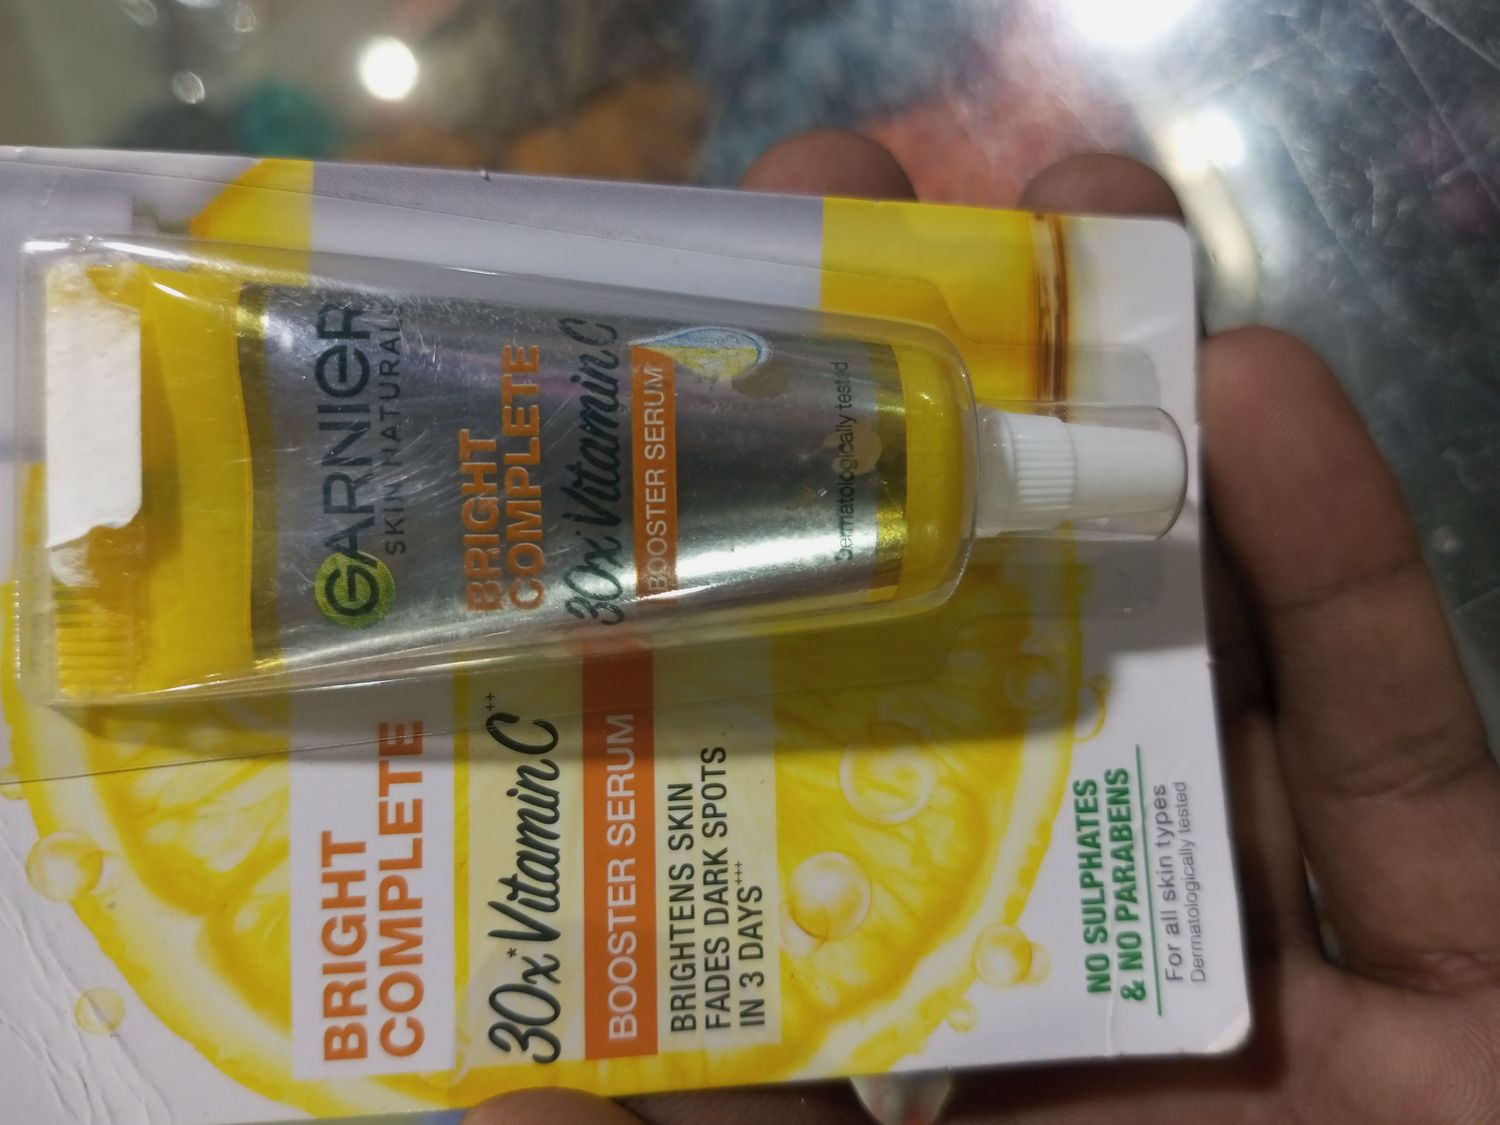 GARNIER
SKIN NATURALS
BRIGHT
COMPLETE
30x Vitamin C
BOOSTER SERUM
Dermatologically tested
BRIGHT
COMPLETE
30x* Vitamin C++
BOOSTER SERUM
BRIGHTENS SKIN
FADES DARK SPOTS
IN 3 DAYS+++
NO SULPHATES
& NO PARABENS
For all skin types
Dermatologically tested